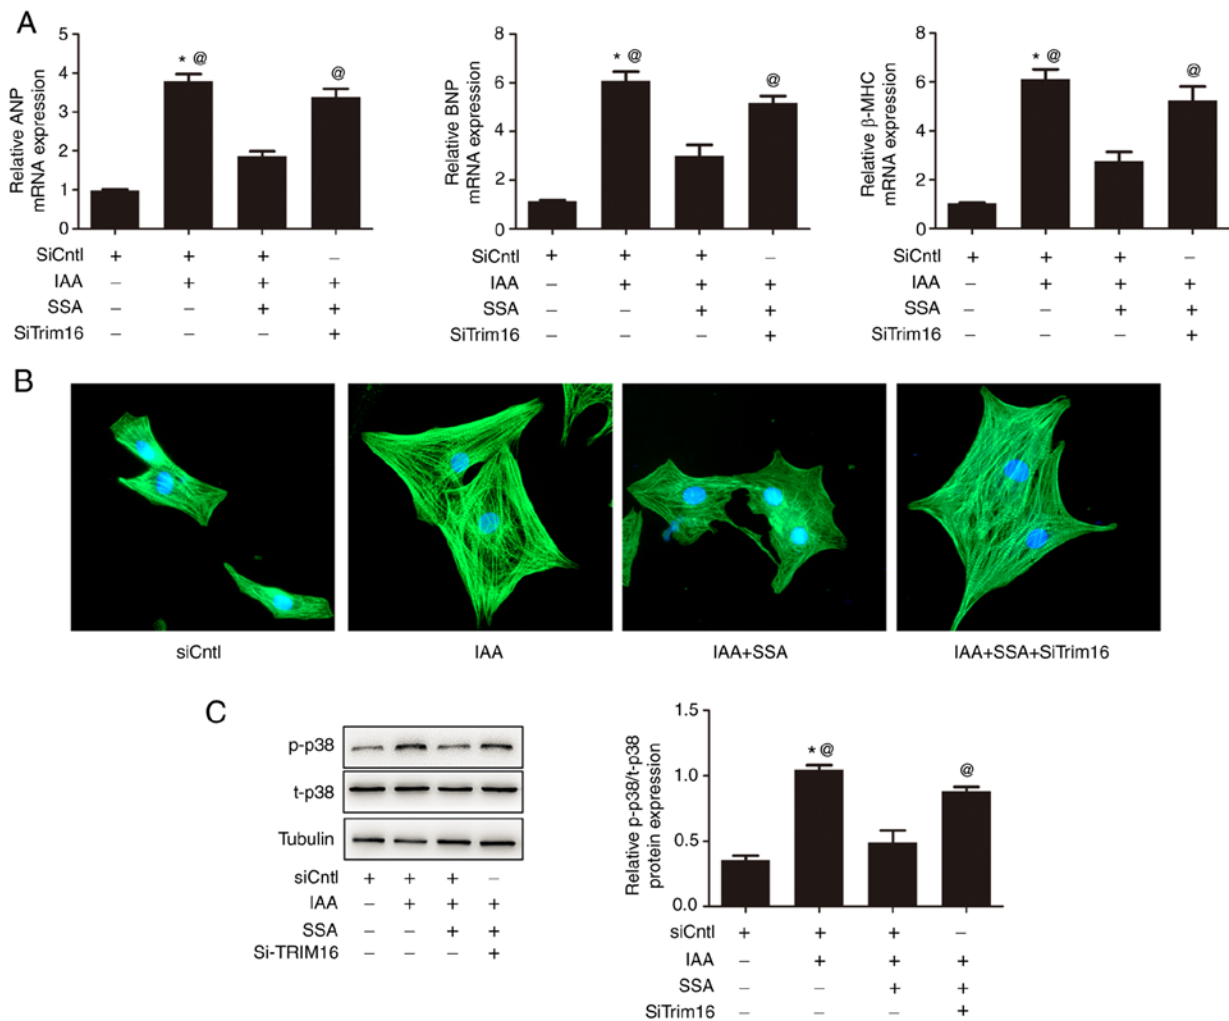 A
Relative ANP
mRNA expression
5
4
3
2
1
0
* @
@
SiCntl + + + –
IAA – + + +
SSA – – + +
SiTrim16 – – – +
Relative BNP
mRNA expression
8
6
4
2
0
* @
@
SiCntl + + + –
IAA – + + +
SSA – – + +
SiTrim16 – – – +
Relative β-MHC
mRNA expression
8
6
4
2
0
* @
@
SiCntl + + + –
IAA – + + +
SSA – – + +
SiTrim16 – – – +
B
siCntl
IAA
IAA+SSA
IAA+SSA+SiTrim16
C
p-p38
t-p38
Tubulin
siCntl + + + –
IAA – + + +
SSA – – + +
Si-TRIM16 – – – +
Relative p-p38/t-p38
protein expression
1.5
1.0
0.5
0.0
* @
@
siCntl + + + –
IAA – + + +
SSA – – + +
SiTrim16 – – – +